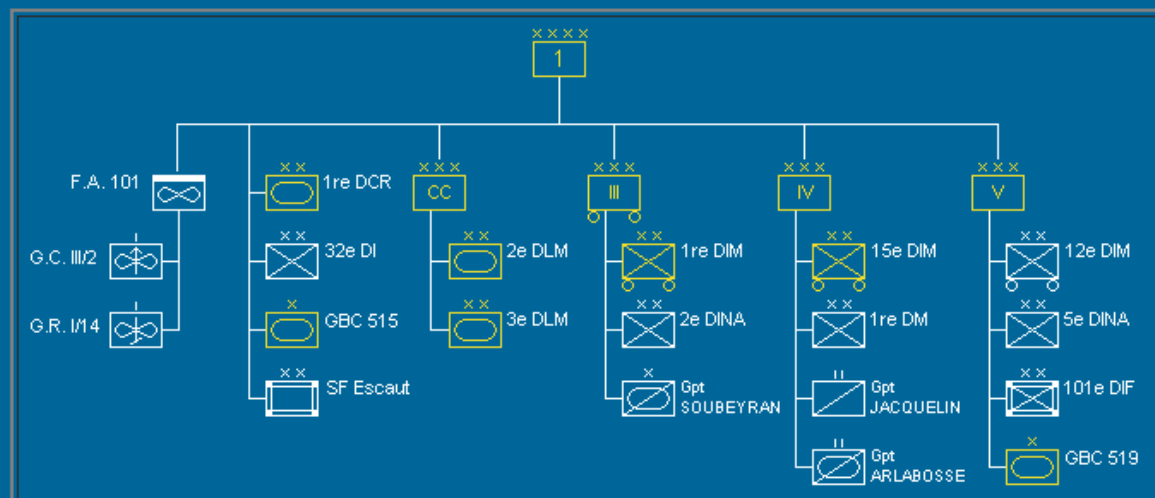 1
F.A. 101
G.C. III/2
G.R. I/14
1re DCR
32e DI
GBC 515
SF Escaut
CC
2e DLM
3e DLM
III
1re DIM
2e DINA
Gpt
SOUBEYRAN
IV
15e DIM
1re DM
Gpt
JACQUELIN
Gpt
ARLABOSSE
V
12e DIM
5e DINA
101e DIF
GBC 519